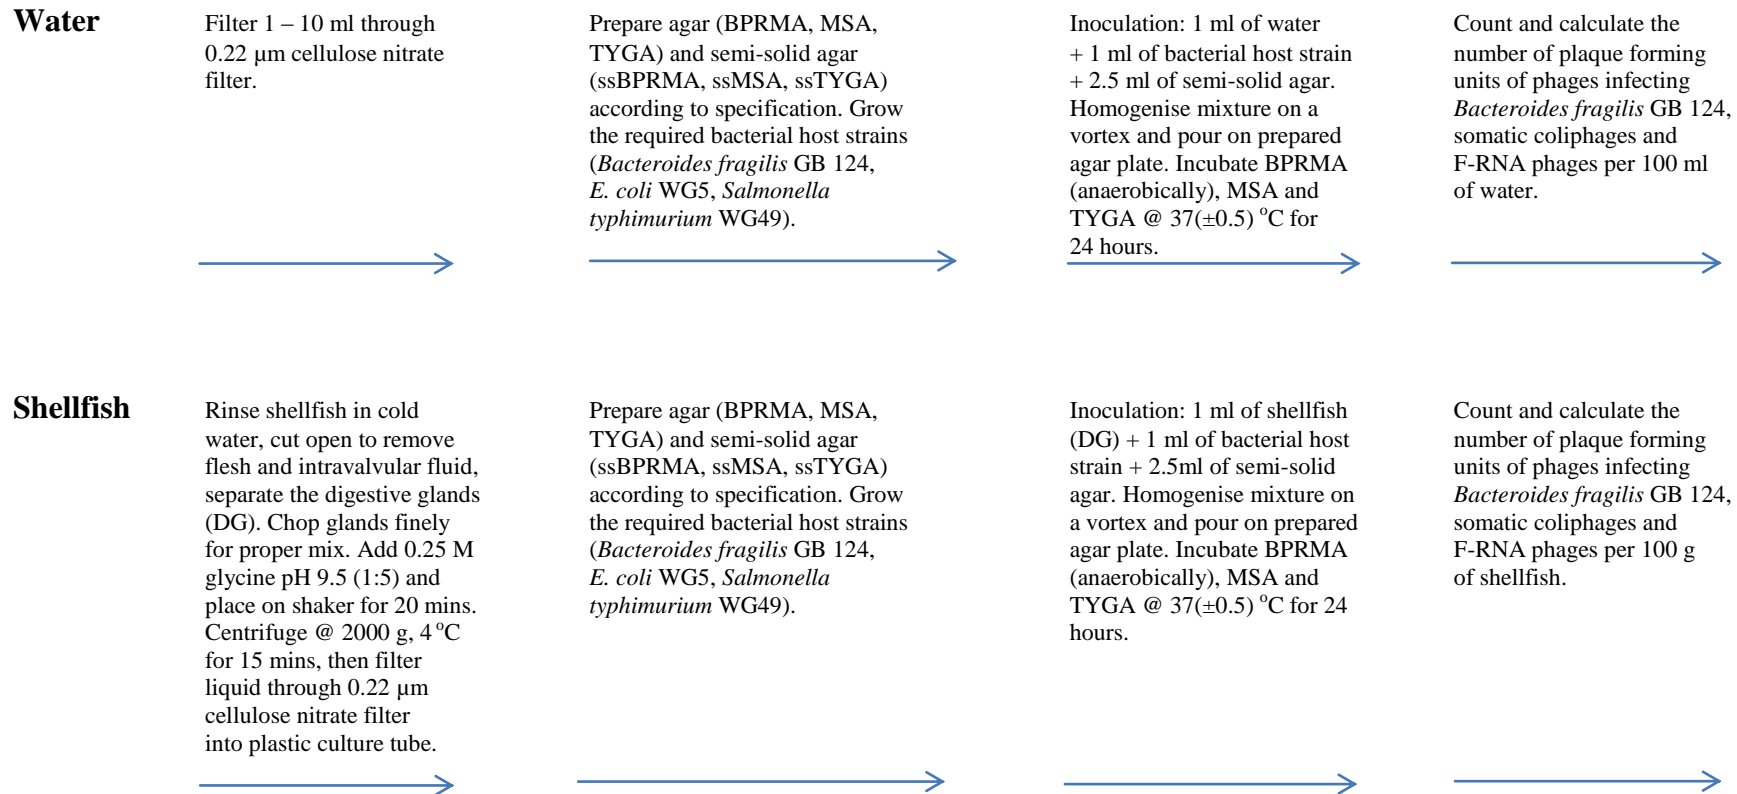 Water
Filter 1 – 10 ml through
0.22 µm cellulose nitrate
filter.
Prepare agar (BPRMA, MSA,
TYGA) and semi-solid agar
(ssBPRMA, ssMSA, ssTYGA)
according to specification. Grow
the required bacterial host strains
(Bacteroides fragilis GB 124,
E. coli WG5, Salmonella
typhimurium WG49).
Inoculation: 1 ml of water
+ 1 ml of bacterial host strain
+ 2.5 ml of semi-solid agar.
Homogenise mixture on a
vortex and pour on prepared
agar plate. Incubate BPRMA
(anaerobically), MSA and
TYGA @ 37(±0.5) °C for
24 hours.
Count and calculate the
number of plaque forming
units of phages infecting
Bacteroides fragilis GB 124,
somatic coliphages and
F-RNA phages per 100 ml
of water.
Shellfish
Rinse shellfish in cold
water, cut open to remove
flesh and intravalvular fluid,
separate the digestive glands
(DG). Chop glands finely
for proper mix. Add 0.25 M
glycine pH 9.5 (1:5) and
place on shaker for 20 mins.
Centrifuge @ 2000 g, 4 °C
for 15 mins, then filter
liquid through 0.22 µm
cellulose nitrate filter
into plastic culture tube.
Prepare agar (BPRMA, MSA,
TYGA) and semi-solid agar
(ssBPRMA, ssMSA, ssTYGA)
according to specification. Grow
the required bacterial host strains
(Bacteroides fragilis GB 124,
E. coli WG5, Salmonella
typhimurium WG49).
Inoculation: 1 ml of shellfish
(DG) + 1 ml of bacterial host
strain + 2.5ml of semi-solid
agar. Homogenise mixture on
a vortex and pour on prepared
agar plate. Incubate BPRMA
(anaerobically), MSA and
TYGA @ 37(±0.5) °C for 24
hours.
Count and calculate the
number of plaque forming
units of phages infecting
Bacteroides fragilis GB 124,
somatic coliphages and
F-RNA phages per 100 g
of shellfish.